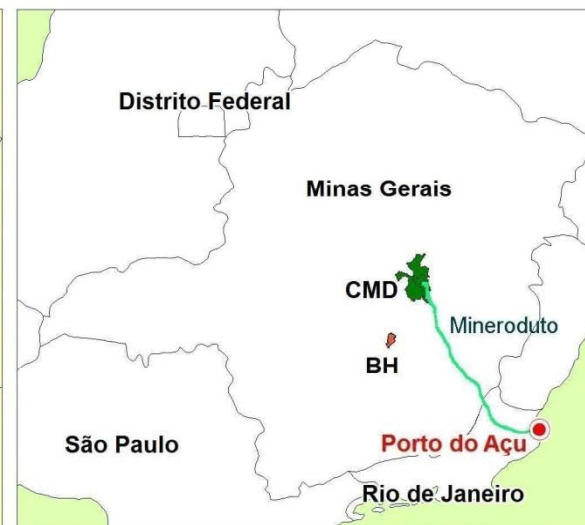 Distrito Federal
Minas Gerais
CMD
Mineroduto
BH
São Paulo
Porto do Açu
Rio de Janeiro